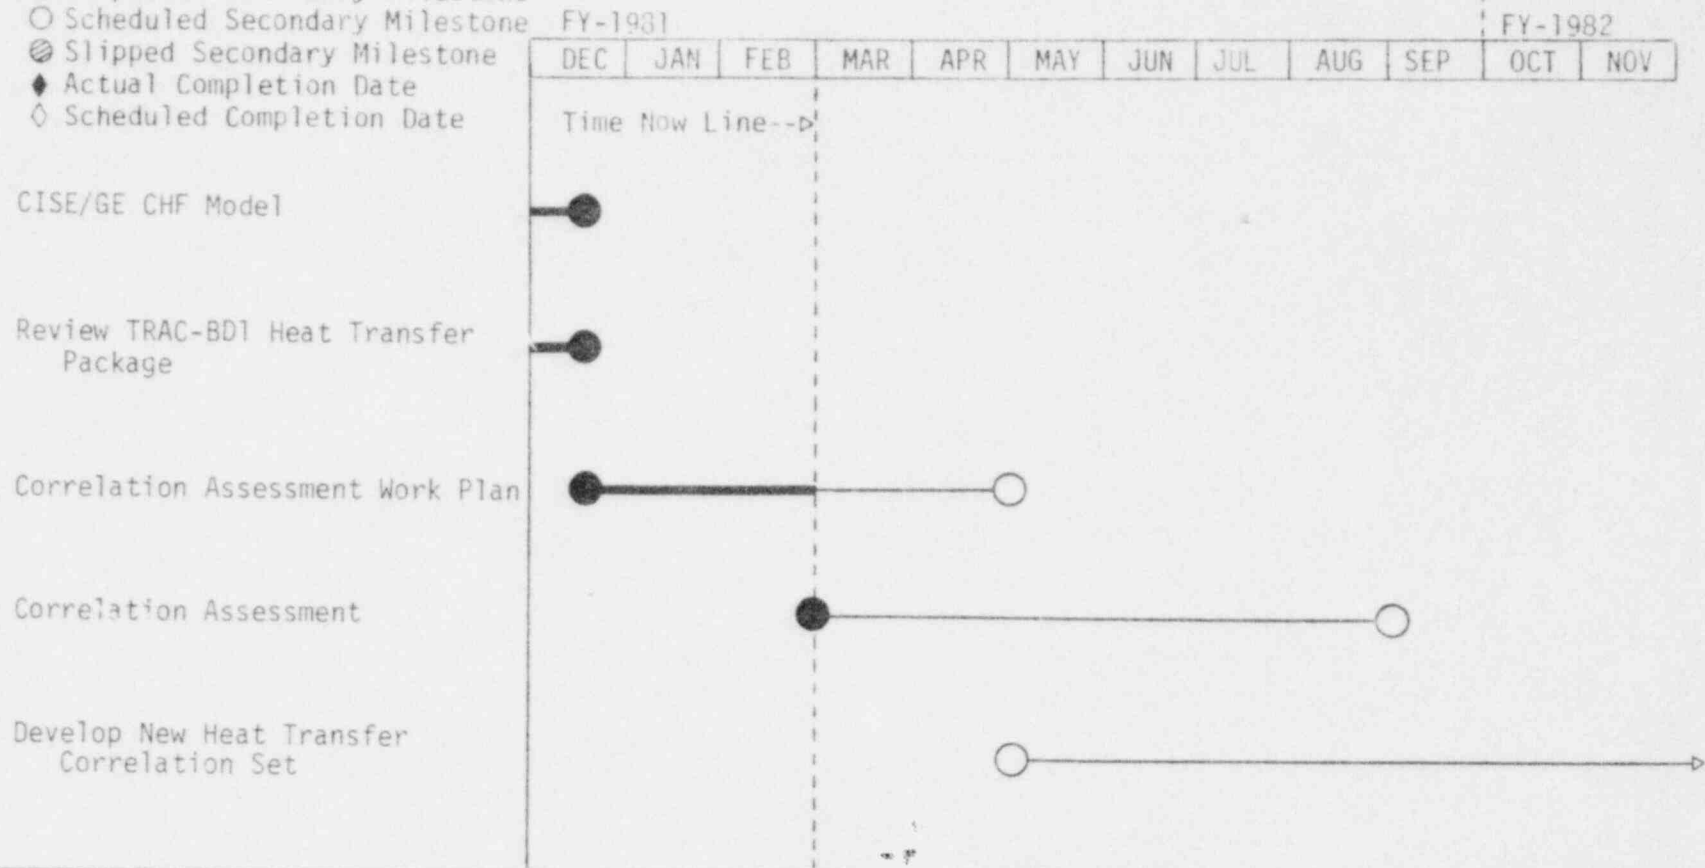 ○ Scheduled Secondary Milestone
Slipped Secondary Milestone
♦ Actual Completion Date
◊ Scheduled Completion Date
FY-1981
FY-1982
DEC JAN FEB MAR APR MAY JUN JUL AUG SEP OCT NOV
Time Now Line--▷
CISE/GE CHF Model
Review TRAC-BD1 Heat Transfer
Package
Correlation Assessment Work Plan
Correlation Assessment
Develop New Heat Transfer
Correlation Set